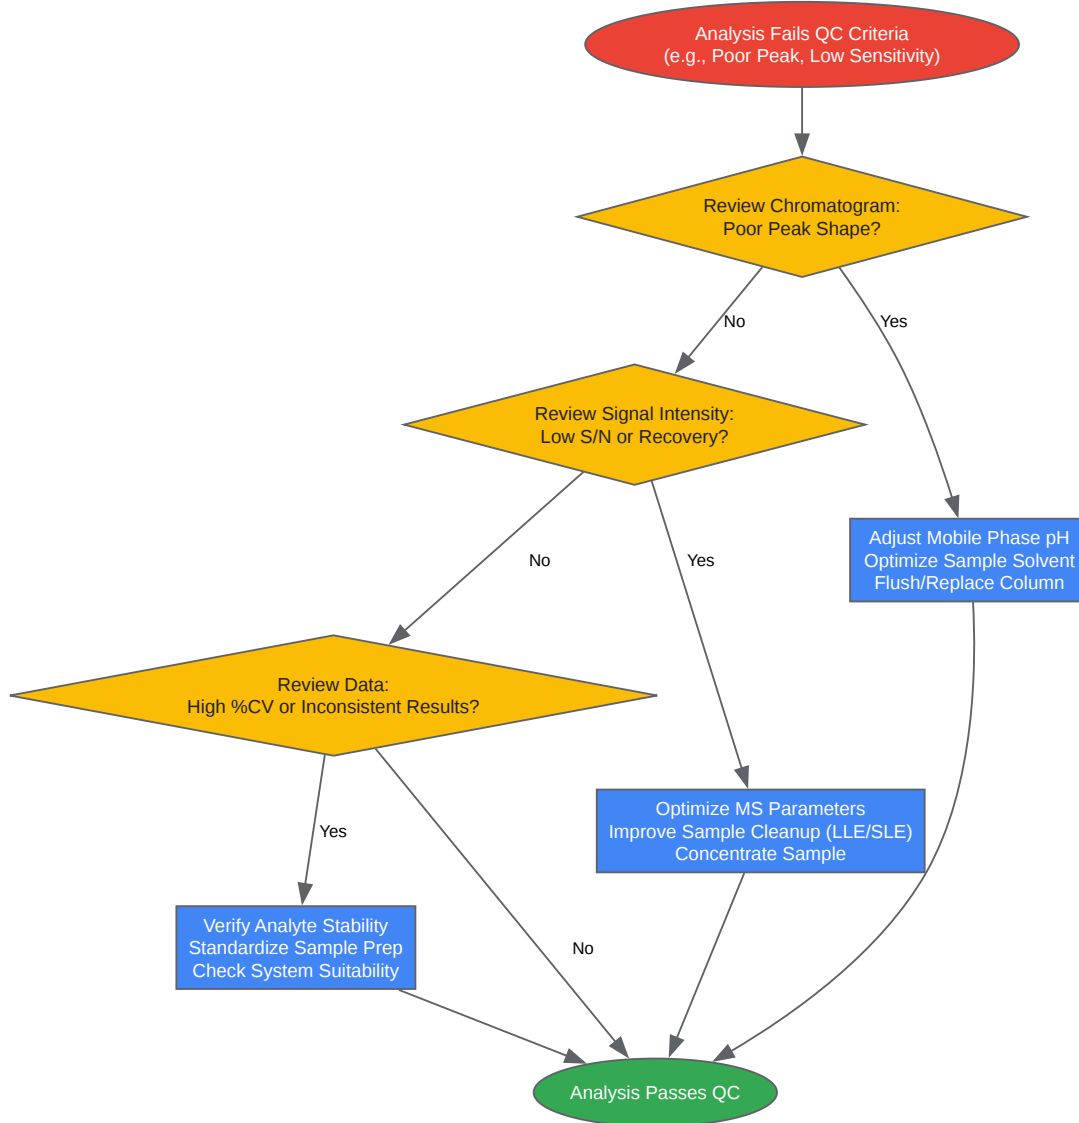 Analysis Fails QC Criteria
(e.g., Poor Peak, Low Sensitivity)
Review Chromatogram:
Poor Peak Shape?
No
Yes
Review Signal Intensity:
Low S/N or Recovery?
Adjust Mobile Phase pH
Optimize Sample Solvent
Flush/Replace Column
No
Yes
Review Data:
High %CV or Inconsistent Results?
Optimize MS Parameters
Improve Sample Cleanup (LLE/SLE)
Concentrate Sample
Yes
No
Verify Analyte Stability
Standardize Sample Prep
Check System Suitability
Analysis Passes QC